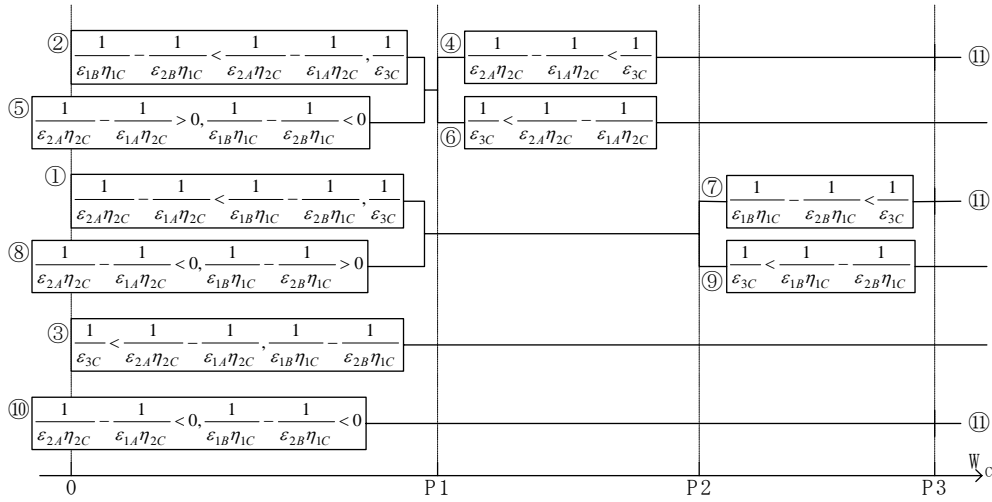 ② 1/(ε1Bη1C) − 1/(ε2Bη1C) < 1/(ε2Aη2C) − 1/(ε1Aη2C), 1/ε3C
④ 1/(ε2Aη2C) − 1/(ε1Aη2C) < 1/ε3C
⑪
⑤ 1/(ε2Aη2C) − 1/(ε1Aη2C) > 0, 1/(ε1Bη1C) − 1/(ε2Bη1C) < 0
⑥ 1/ε3C < 1/(ε2Aη2C) − 1/(ε1Aη2C)
① 1/(ε2Aη2C) − 1/(ε1Aη2C) < 1/(ε1Bη1C) − 1/(ε2Bη1C), 1/ε3C
⑦ 1/(ε1Bη1C) − 1/(ε2Bη1C) < 1/ε3C
⑪
⑧ 1/(ε2Aη2C) − 1/(ε1Aη2C) < 0, 1/(ε1Bη1C) − 1/(ε2Bη1C) > 0
⑨ 1/ε3C < 1/(ε1Bη1C) − 1/(ε2Bη1C)
③ 1/ε3C < 1/(ε2Aη2C) − 1/(ε1Aη2C), 1/(ε1Bη1C) − 1/(ε2Bη1C)
⑩ 1/(ε2Aη2C) − 1/(ε1Aη2C) < 0, 1/(ε1Bη1C) − 1/(ε2Bη1C) < 0
⑪
W_C
0 P1 P2 P3